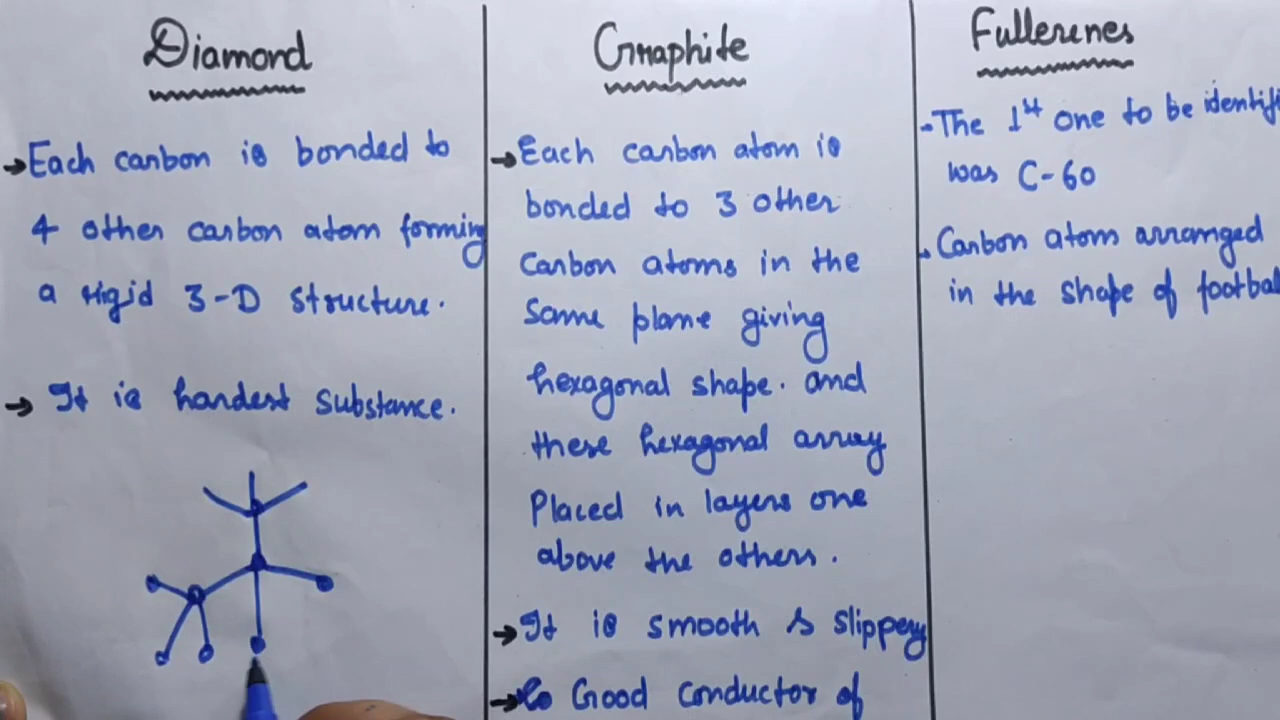 Diamond
→ Each carbon is bonded to
4 other carbon atom forming
a rigid 3-D structure.
→ It is hardest substance.
Graphite
→ Each carbon atom is
bonded to 3 other
carbon atoms in the
same plane giving
hexagonal shape. and
these hexagonal array
Placed in layers one
above the others.
→ It is smooth & slippery
→ Good conductor of
Fullerenes
- The 1st one to be identifi
was C-60
- Carbon atom arranged
in the shape of footbal